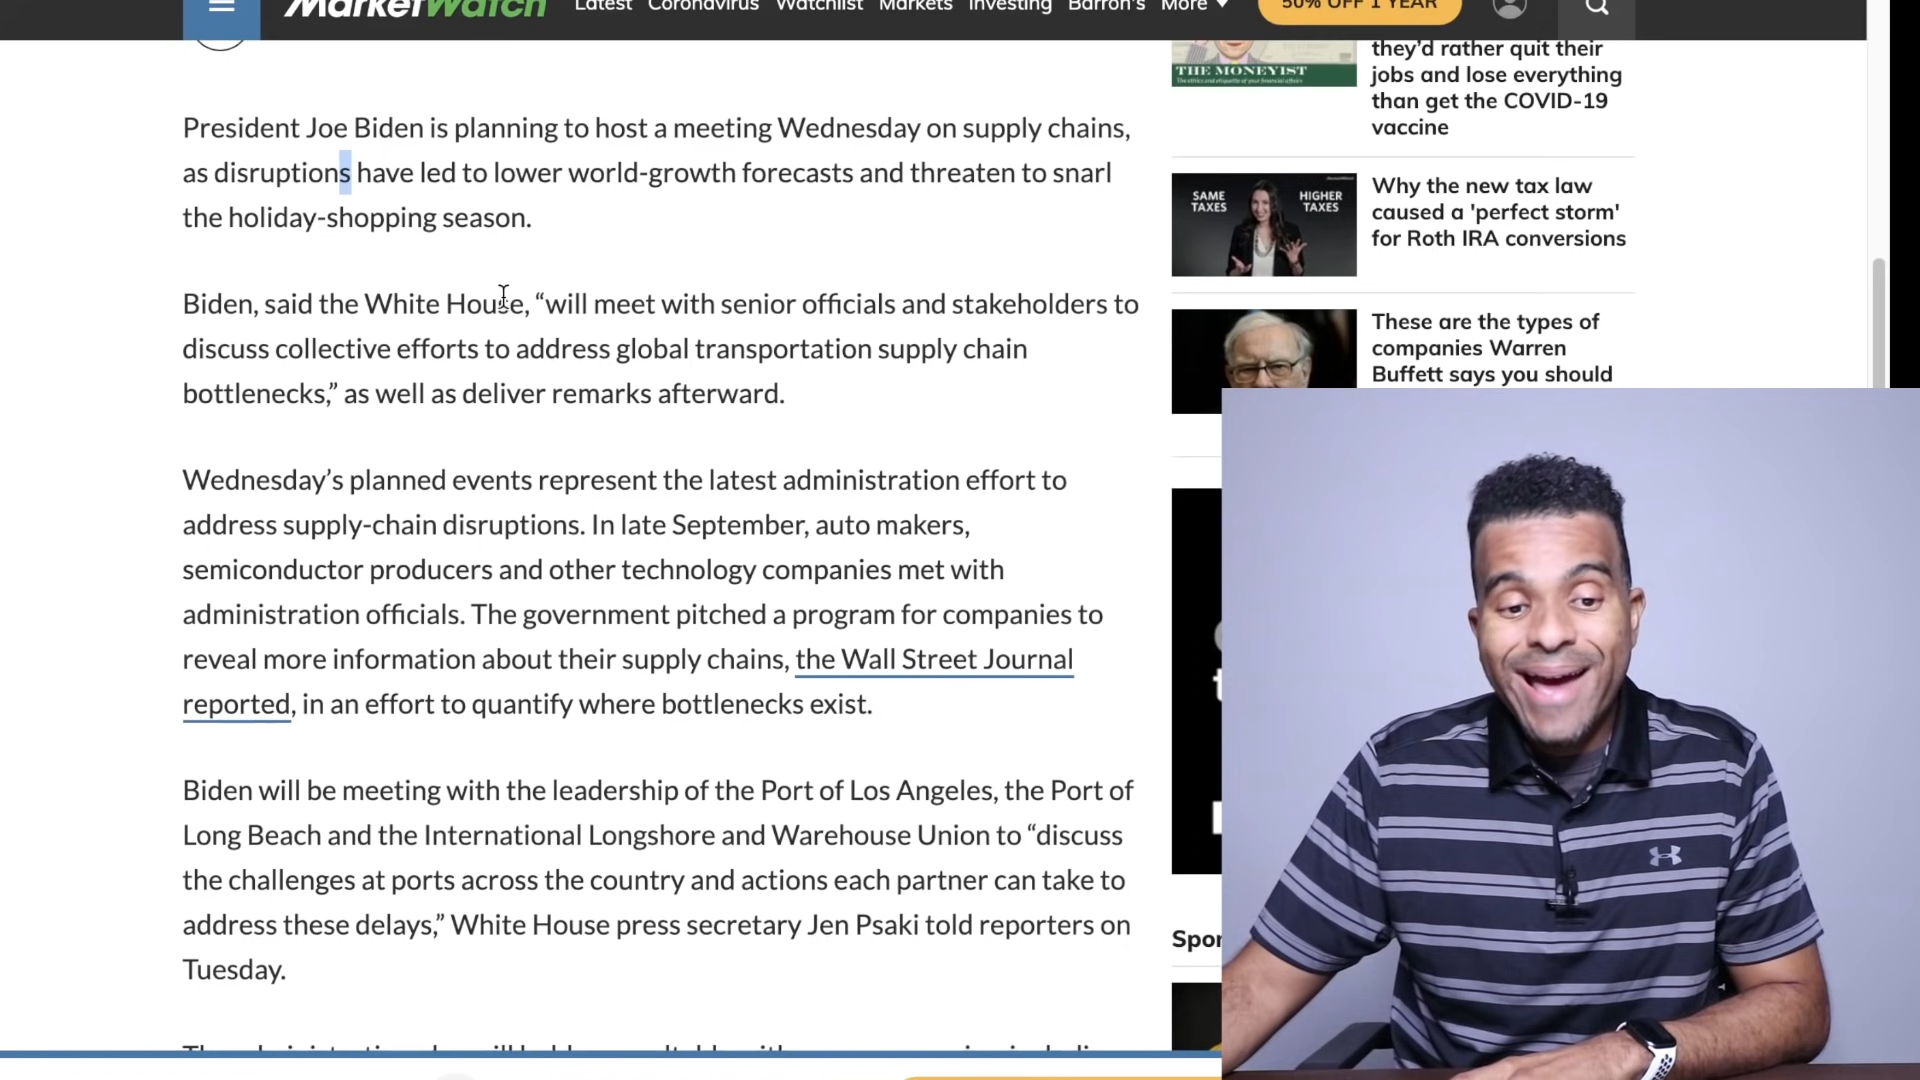 MarketWatch Latest Coronavirus Watchlist Markets Investing Barron's More 50% OFF 1 YEAR
President Joe Biden is planning to host a meeting Wednesday on supply chains,
as disruptions have led to lower world-growth forecasts and threaten to snarl
the holiday-shopping season.
Biden, said the White House, “will meet with senior officials and stakeholders to
discuss collective efforts to address global transportation supply chain
bottlenecks,” as well as deliver remarks afterward.
Wednesday’s planned events represent the latest administration effort to
address supply-chain disruptions. In late September, auto makers,
semiconductor producers and other technology companies met with
administration officials. The government pitched a program for companies to
reveal more information about their supply chains, the Wall Street Journal
reported, in an effort to quantify where bottlenecks exist.
Biden will be meeting with the leadership of the Port of Los Angeles, the Port of
Long Beach and the International Longshore and Warehouse Union to “discuss
the challenges at ports across the country and actions each partner can take to
address these delays,” White House press secretary Jen Psaki told reporters on
Tuesday.
THE MONEYIST
The ethics and etiquette of your financial affairs
they’d rather quit their
jobs and lose everything
than get the COVID-19
vaccine
SAME
TAXES
HIGHER
TAXES
Why the new tax law
caused a 'perfect storm'
for Roth IRA conversions
These are the types of
companies Warren
Buffett says you should